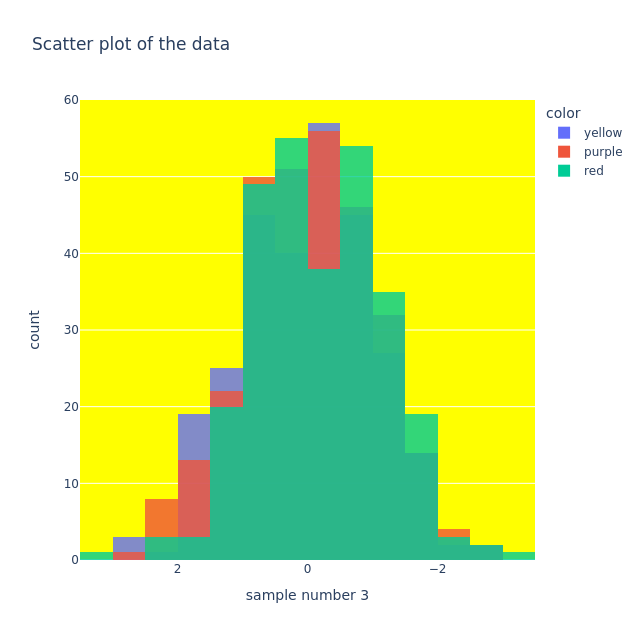 Scatter plot of the data
color
yellow
purple
red
60
50
40
30
20
10
0
count
2
0
−2
sample number 3